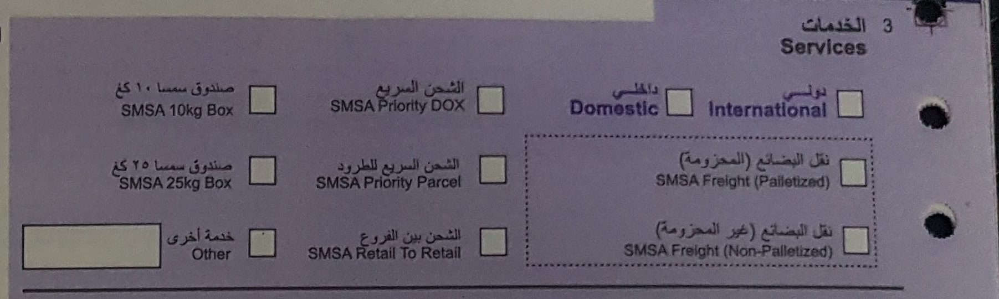 3 الخدمات
Services
دولي
International
داخلي
Domestic
الشحن السريع
SMSA Priority DOX
صندوق سمسا ١٠ كغ
SMSA 10kg Box
نقل البضائع (المحزومة)
SMSA Freight (Palletized)
الشحن السريع للطرود
SMSA Priority Parcel
صندوق سمسا ٢٥ كغ
SMSA 25kg Box
نقل البضائع (غير المحزومة)
SMSA Freight (Non-Palletized)
الشحن بين الفروع
SMSA Retail To Retail
خدمة أخرى
Other